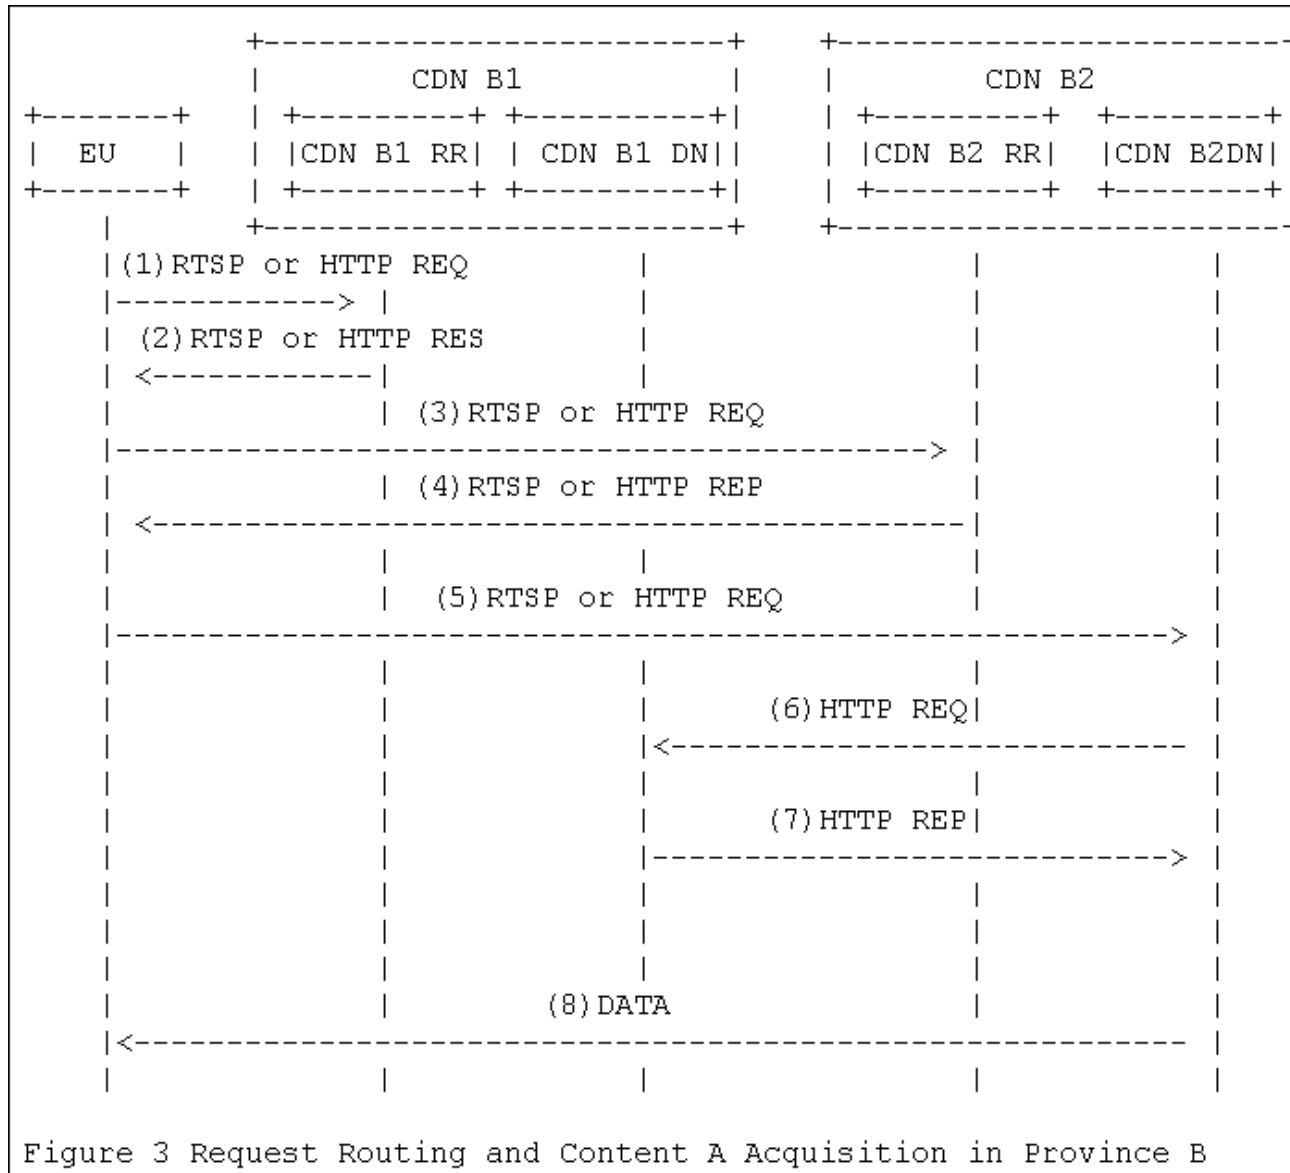 CDN B1 CDN B2
EU CDN B1 RR CDN B1 DN CDN B2 RR CDN B2DN
(1)RTSP or HTTP REQ
(2)RTSP or HTTP RES
(3)RTSP or HTTP REQ
(4)RTSP or HTTP REP
(5)RTSP or HTTP REQ
(6)HTTP REQ
(7)HTTP REP
(8)DATA
Figure 3 Request Routing and Content A Acquisition in Province B